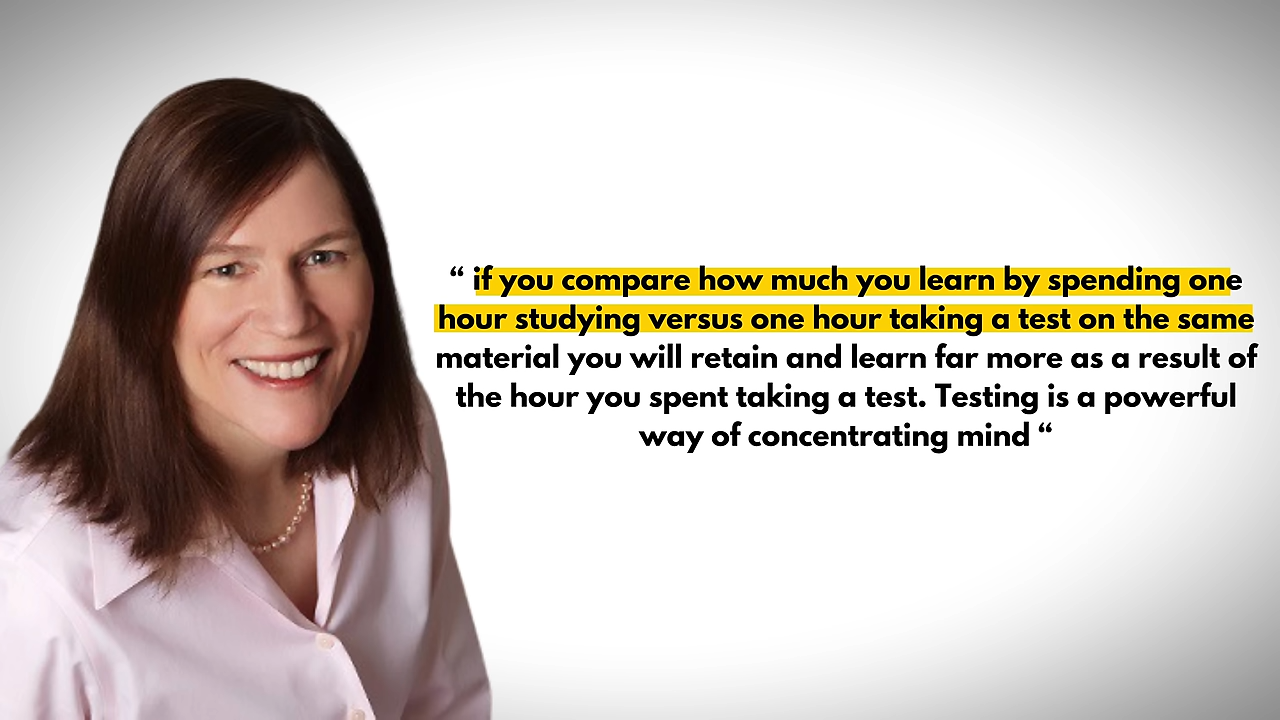 “ if you compare how much you learn by spending one
hour studying versus one hour taking a test on the same
material you will retain and learn far more as a result of
the hour you spent taking a test. Testing is a powerful
way of concentrating mind “